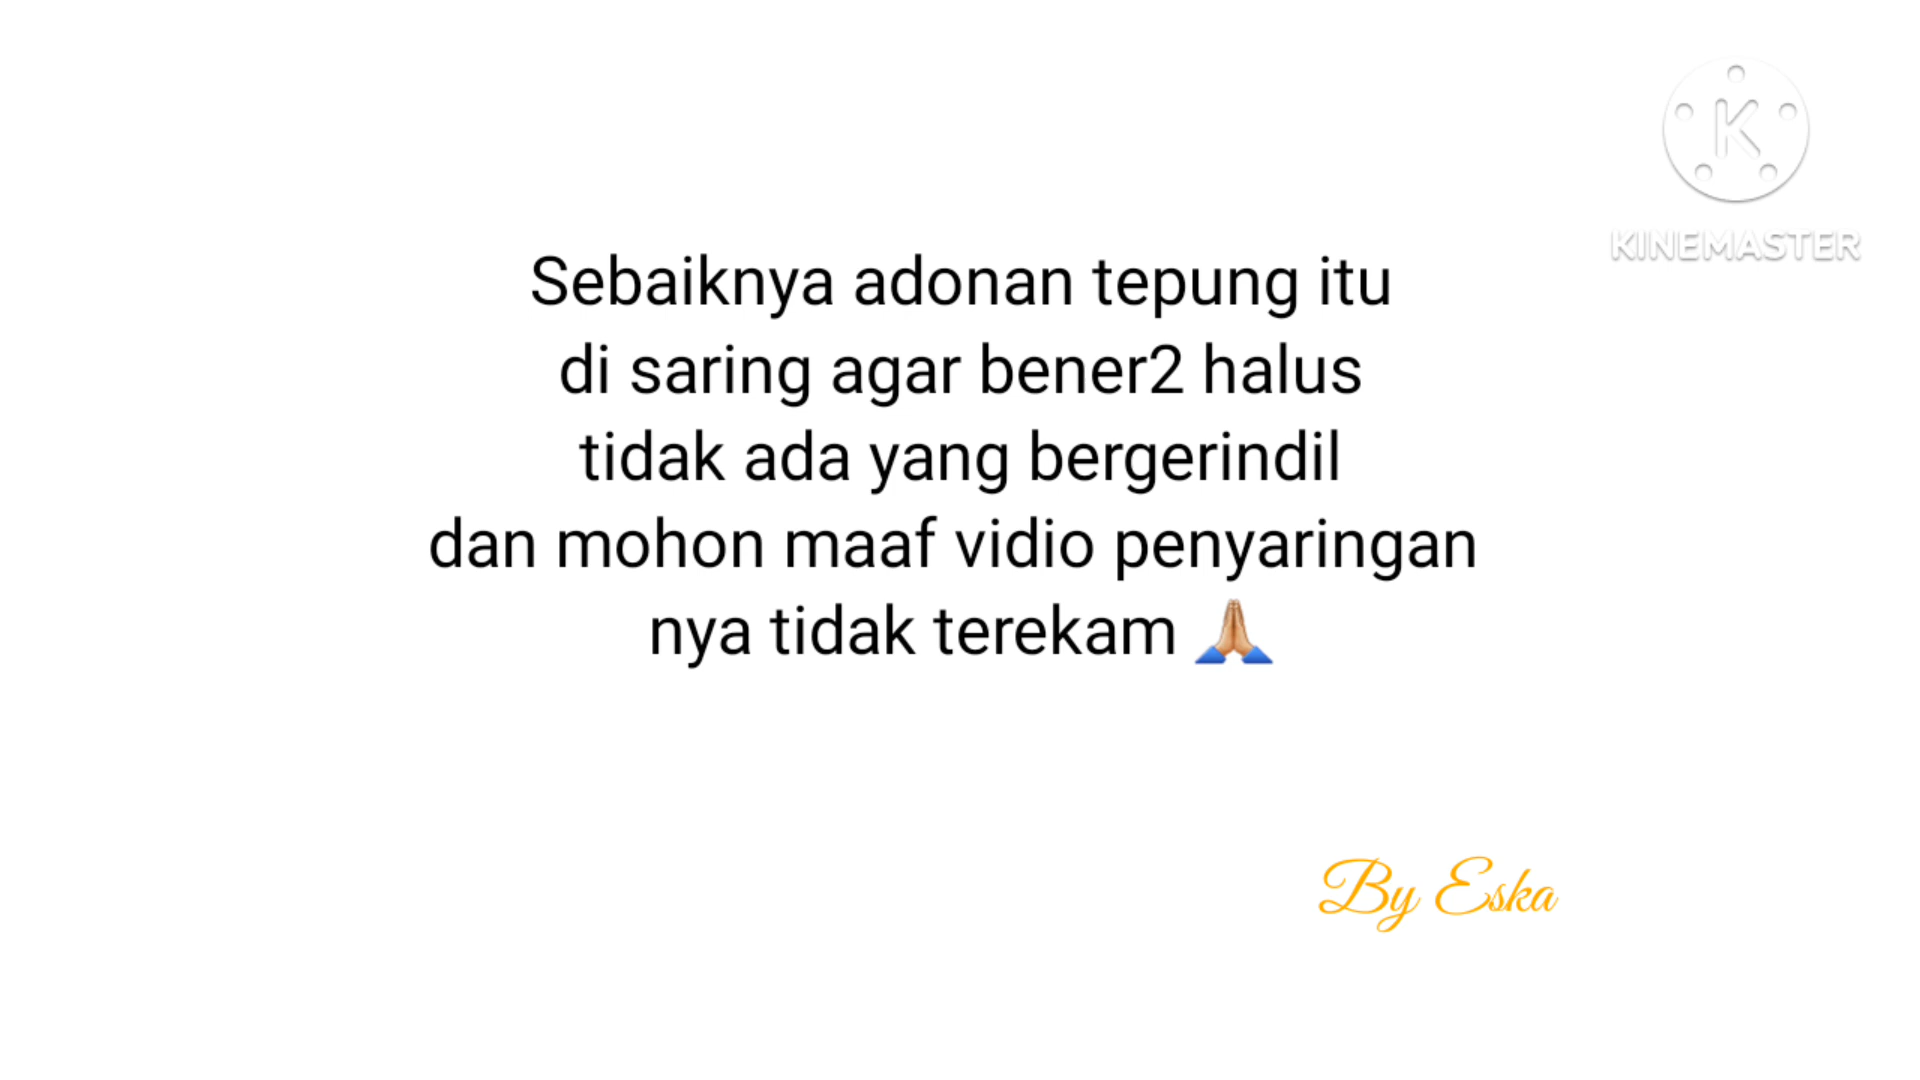 KINEMASTER
Sebaiknya adonan tepung itu
di saring agar bener2 halus
tidak ada yang bergerindil
dan mohon maaf vidio penyaringan
nya tidak terekam 🙏🏼
By Eska